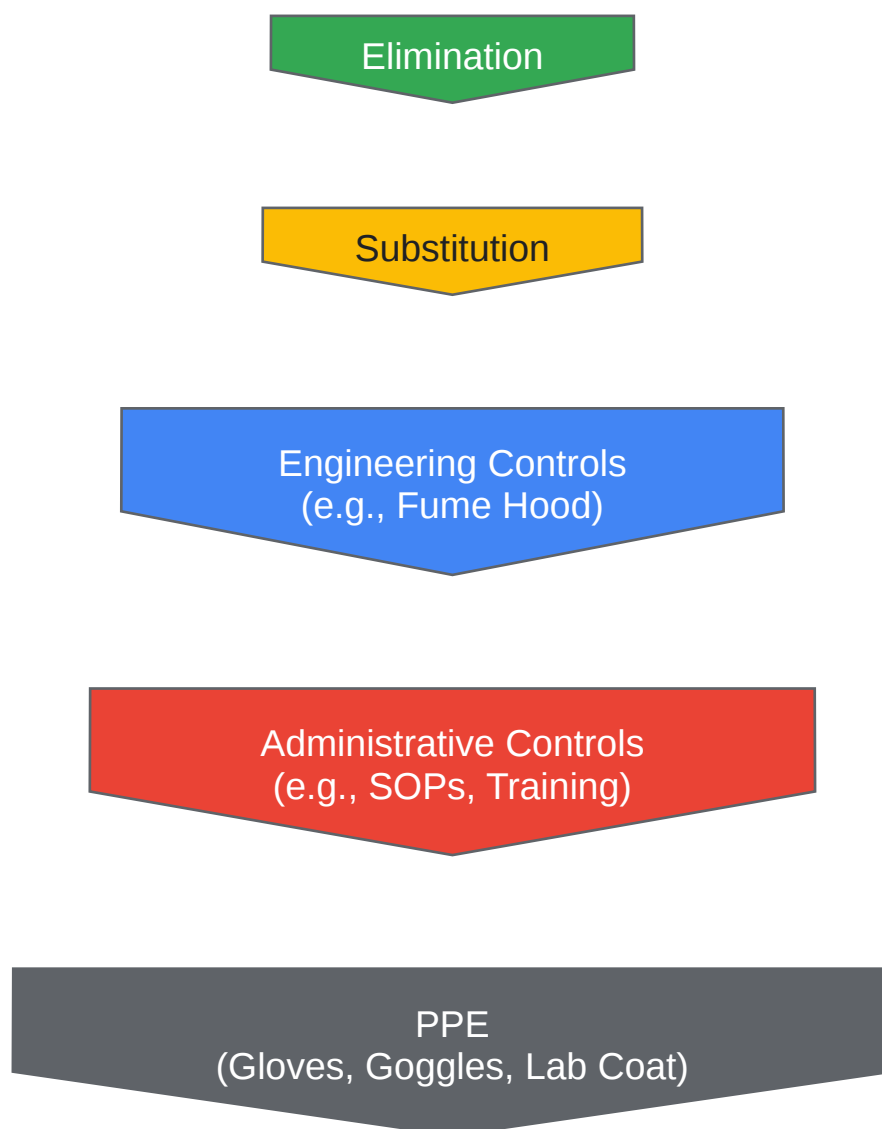 Elimination
Substitution
Engineering Controls
(e.g., Fume Hood)
Administrative Controls
(e.g., SOPs, Training)
PPE
(Gloves, Goggles, Lab Coat)